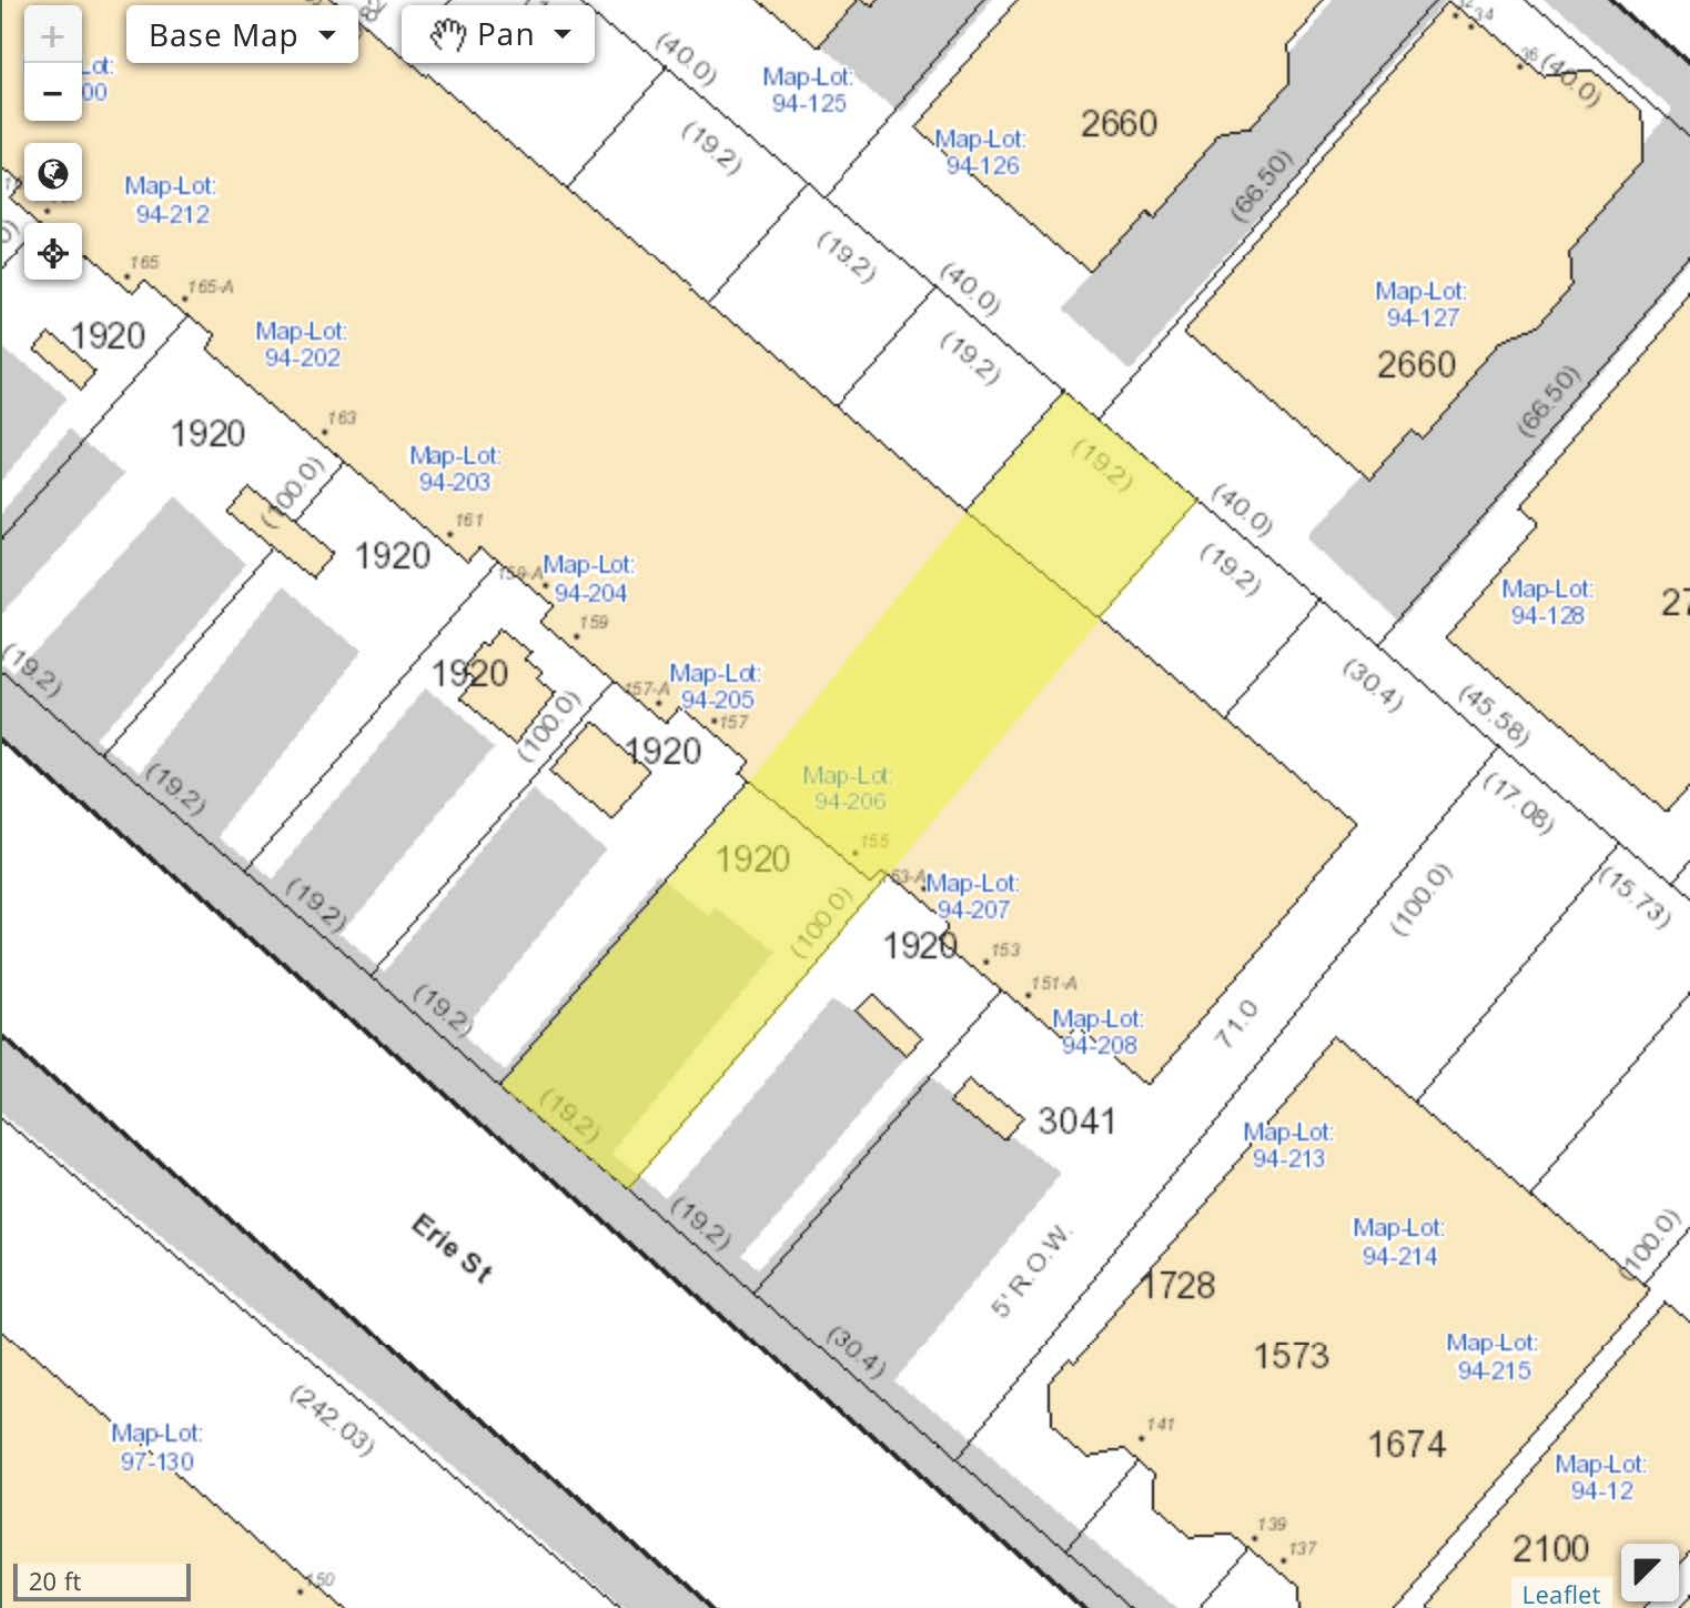 +
Base Map
Pan
−
(40.0)
34
36
(40.0)
Map-Lot:
94-125
2660
Map-Lot:
94-126
(19.2)
(66.50)
Map-Lot:
94-212
(19.2)
(40.0)
165
165-A
Map-Lot:
94-127
2660
1920
Map-Lot:
94-202
(19.2)
(66.50)
163
1920
Map-Lot:
94-203
(19.2)
(100.0)
161
(40.0)
1920
159-A
Map-Lot:
94-204
(19.2)
Map-Lot:
94-128
159
(19.2)
1920
157-A
Map-Lot:
94-205
157
(30.4)
(45.58)
(100.0)
1920
(19.2)
Map-Lot:
94-206
(17.08)
155
1920
(100.0)
(19.2)
153-A
Map-Lot:
94-207
(100.0)
(15.73)
1920
153
151-A
(19.2)
Map-Lot:
94-208
71.0
(19.2)
3041
Map-Lot:
94-213
(19.2)
Erie St
5' R.O.W.
Map-Lot:
94-214
(100.0)
1728
(30.4)
1573
Map-Lot:
94-215
(242.03)
Map-Lot:
97-130
141
1674
Map-Lot:
94-12
139
137
2100
20 ft
150
Leaflet